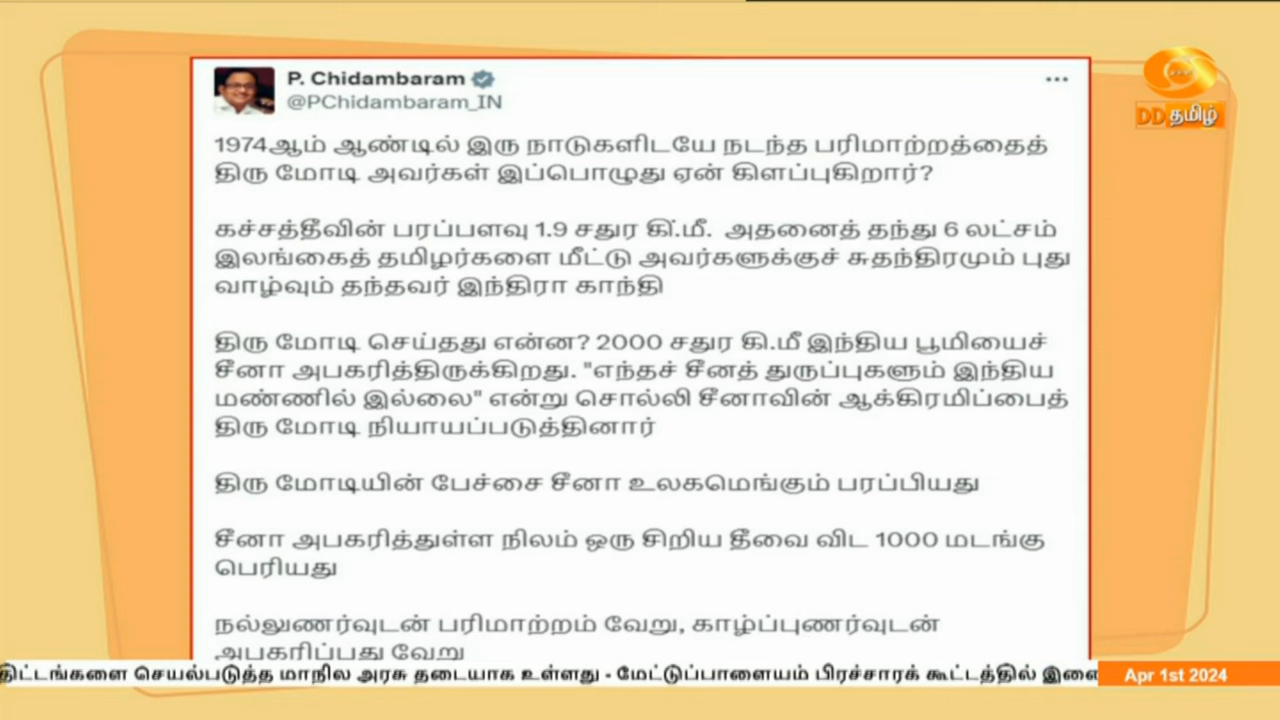 P. Chidambaram
@PChidambaram_IN
1974ஆம் ஆண்டில் இரு நாடுகளிடயே நடந்த பரிமாற்றத்தைத்
திரு மோடி அவர்கள் இப்பொழுது ஏன் கிளப்புகிறார்?
கச்சத்தீவின் பரப்பளவு 1.9 சதுர கி.மீ. அதனைத் தந்து 6 லட்சம்
இலங்கைத் தமிழர்களை மீட்டு அவர்களுக்குச் சுதந்திரமும் புது
வாழ்வும் தந்தவர் இந்திரா காந்தி
திரு மோடி செய்தது என்ன? 2000 சதுர கி.மீ இந்திய பூமியைச்
சீனா அபகரித்திருக்கிறது. "எந்தச் சீனத் துருப்புகளும் இந்திய
மண்ணில் இல்லை" என்று சொல்லி சீனாவின் ஆக்கிரமிப்பைத்
திரு மோடி நியாயப்படுத்தினார்
திரு மோடியின் பேச்சை சீனா உலகமெங்கும் பரப்பியது
சீனா அபகரித்துள்ள நிலம் ஒரு சிறிய தீவை விட 1000 மடங்கு
பெரியது
நல்லுணர்வுடன் பரிமாற்றம் வேறு, காழ்ப்புணர்வுடன்
அபகரிப்பது வேறு
DD தமிழ்
திட்டங்களை செயல்படுத்த மாநில அரசு தடையாக உள்ளது - மேட்டுப்பாளையம் பிரச்சாரக் கூட்டத்தில்
Apr 1st 2024